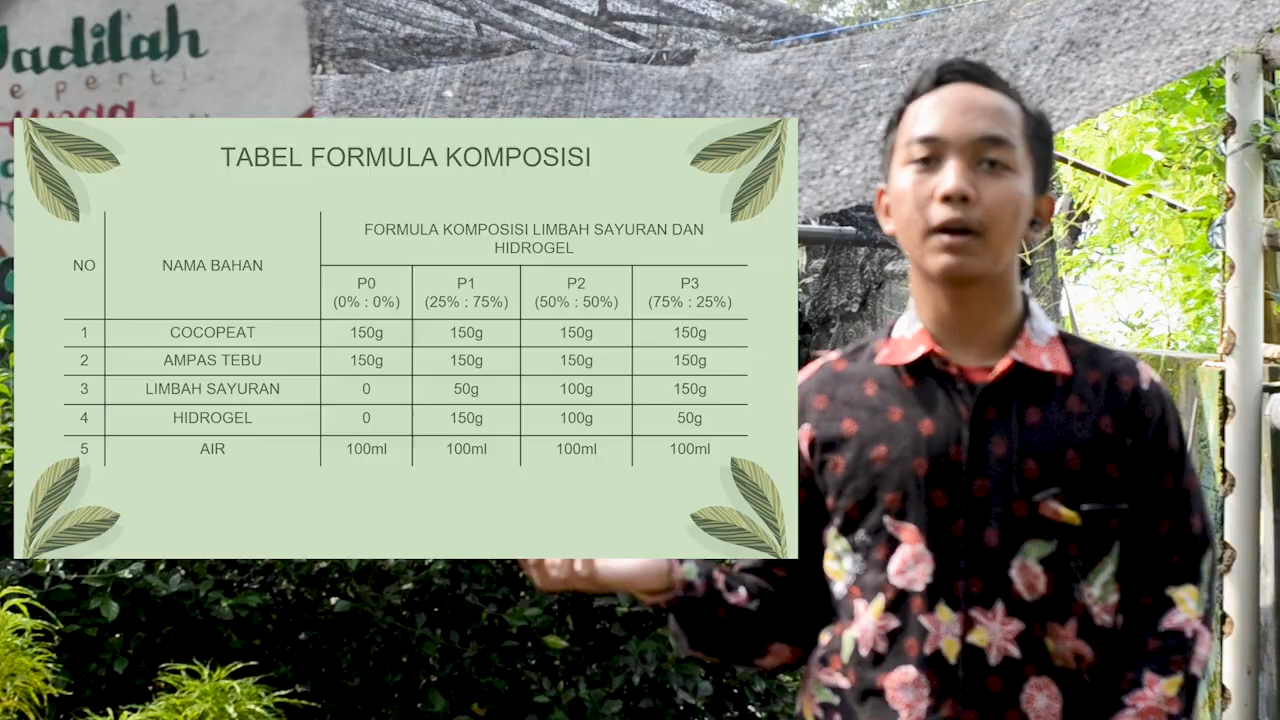 adilah
eperti
TABEL FORMULA KOMPOSISI
NO NAMA BAHAN FORMULA KOMPOSISI LIMBAH SAYURAN DAN
HIDROGEL
P0 P1 P2 P3
(0% : 0%) (25% : 75%) (50% : 50%) (75% : 25%)
1 COCOPEAT 150g 150g 150g 150g
2 AMPAS TEBU 150g 150g 150g 150g
3 LIMBAH SAYURAN 0 50g 100g 150g
4 HIDROGEL 0 150g 100g 50g
5 AIR 100ml 100ml 100ml 100ml